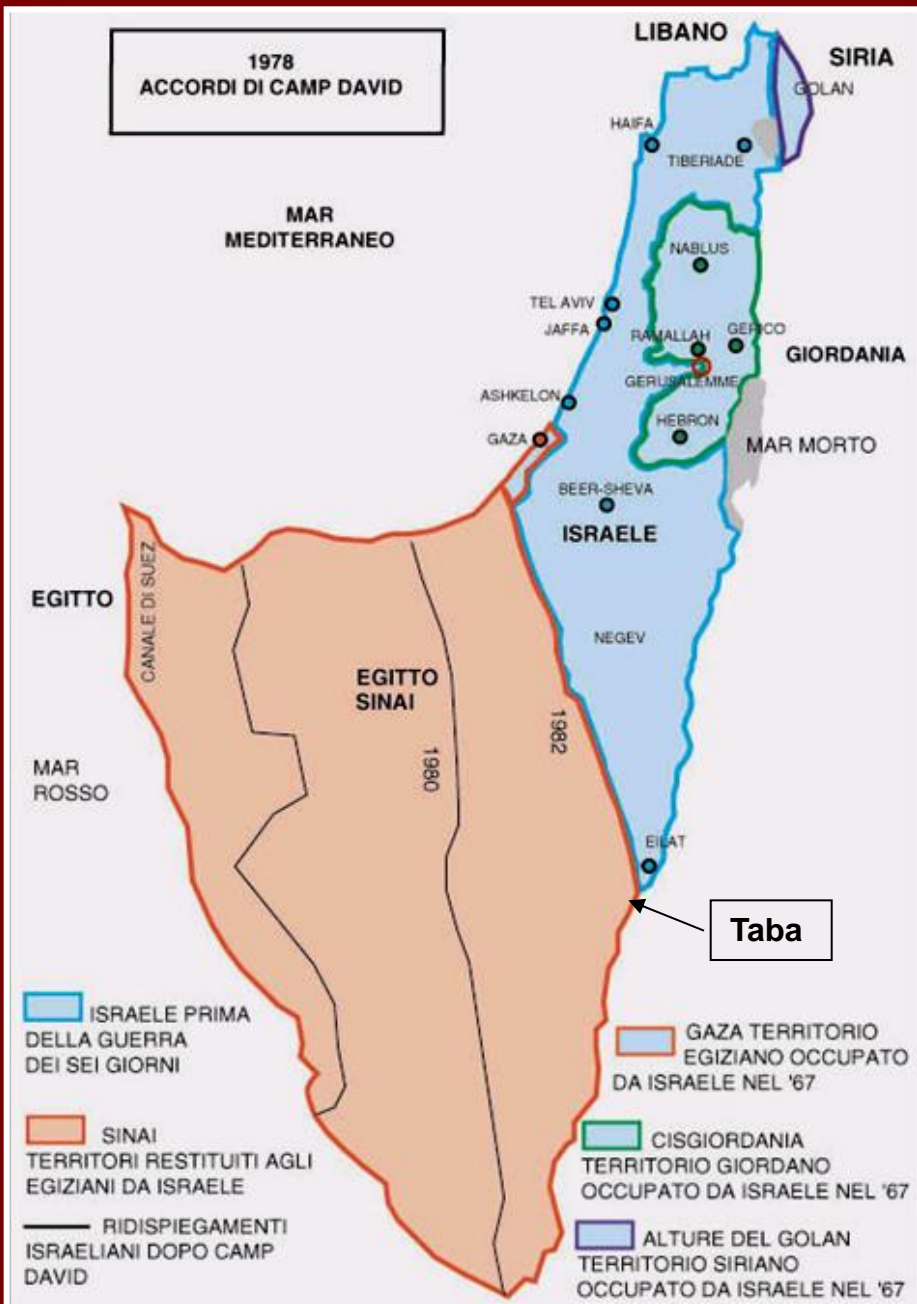 1978
ACCORDI DI CAMP DAVID
LIBANO
SIRIA
GOLAN
HAIFA
TIBERIADE
MAR
MEDITERRANEO
NABLUS
TEL AVIV
JAFFA
RAMALLAH
GERICO
GIORDANIA
GERUSALEMME
ASHKELON
HEBRON
GAZA
MAR MORTO
BEER-SHEVA
ISRAELE
EGITTO
CANALE DI SUEZ
NEGEV
EGITTO
SINAI
1982
1980
MAR
ROSSO
EILAT
Taba
ISRAELE PRIMA
DELLA GUERRA
DEI SEI GIORNI
SINAI
TERRITORI RESTITUITI AGLI
EGIZIANI DA ISRAELE
RIDISPIEGAMENTI
ISRAELIANI DOPO CAMP
DAVID
GAZA TERRITORIO
EGIZIANO OCCUPATO
DA ISRAELE NEL '67
CISGIORDANIA
TERRITORIO GIORDANO
OCCUPATO DA ISRAELE NEL '67
ALTURE DEL GOLAN
TERRITORIO SIRIANO
OCCUPATO DA ISRAELE NEL '67